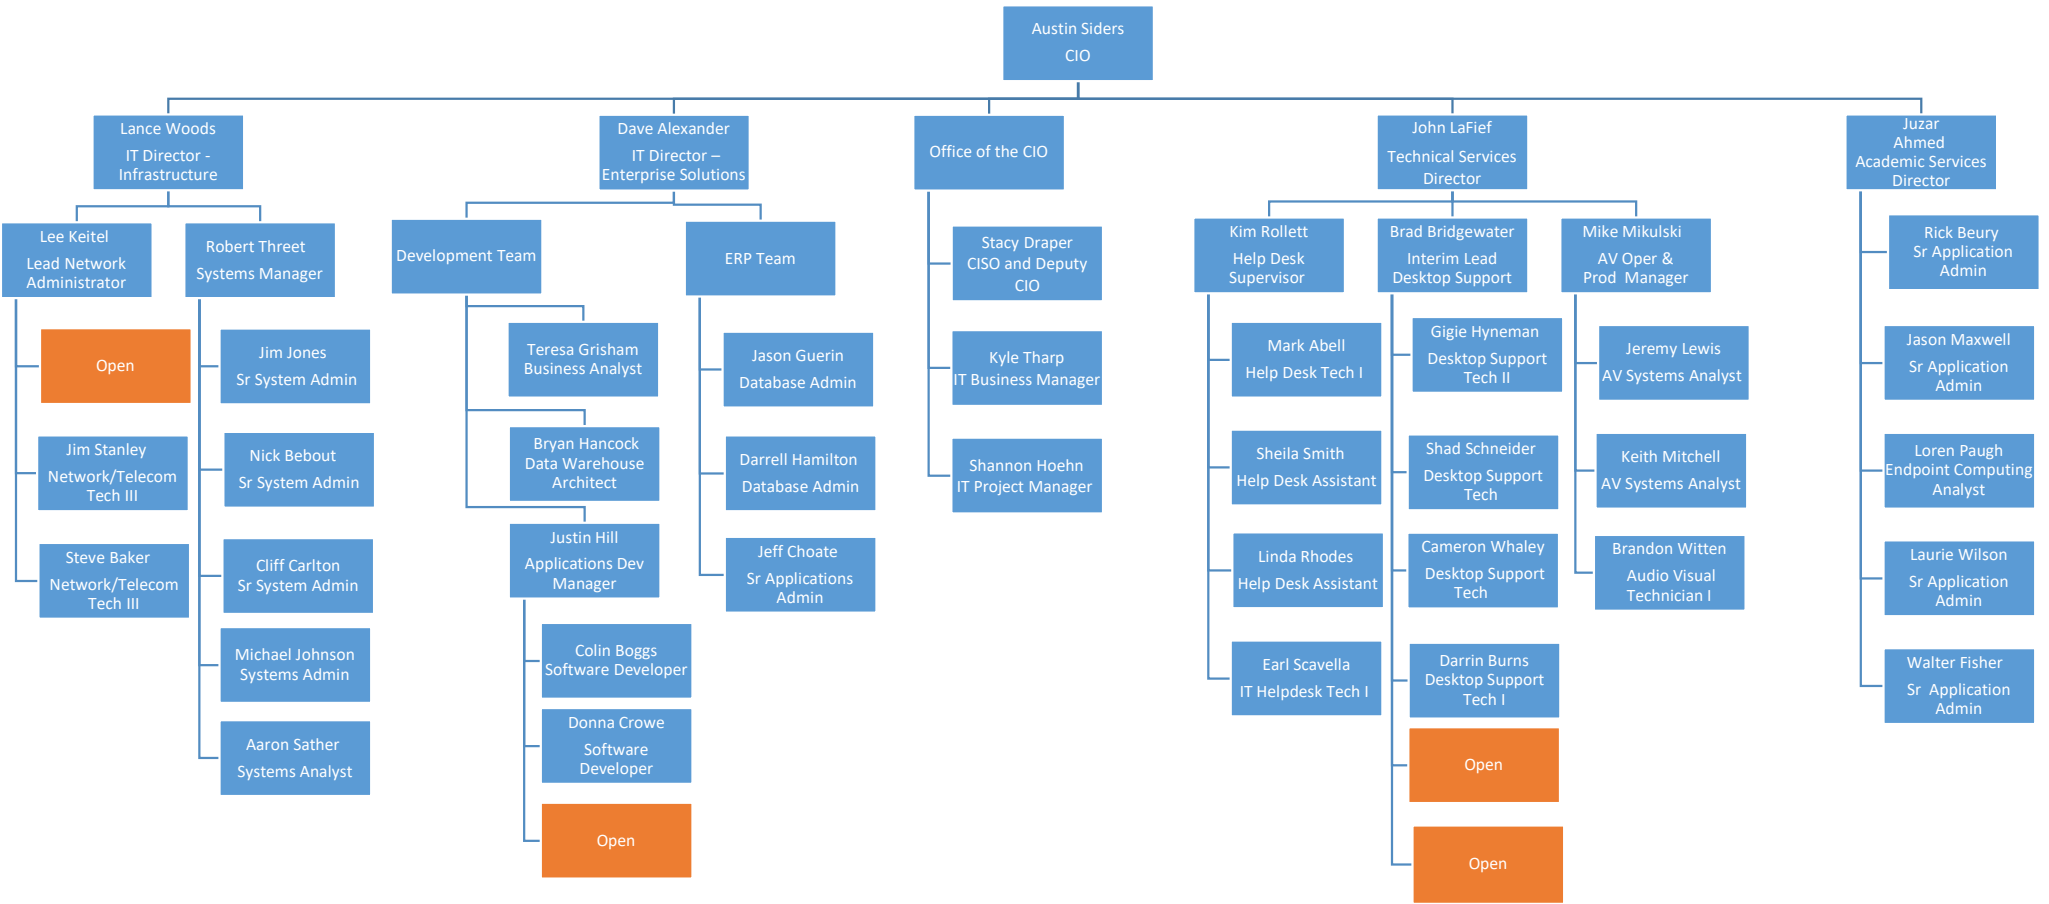 Austin Siders
CIO
Lance Woods
IT Director -
Infrastructure
Dave Alexander
IT Director –
Enterprise Solutions
Office of the CIO
John LaFief
Technical Services
Director
Juzar
Ahmed
Academic Services
Director
Lee Keitel
Lead Network
Administrator
Robert Threet
Systems Manager
Development Team
ERP Team
Stacy Draper
CISO and Deputy
CIO
Kim Rollett
Help Desk
Supervisor
Brad Bridgewater
Interim Lead
Desktop Support
Mike Mikulski
AV Oper &
Prod Manager
Rick Beury
Sr Application
Admin
Open
Jim Jones
Sr System Admin
Teresa Grisham
Business Analyst
Jason Guerin
Database Admin
Kyle Tharp
IT Business Manager
Mark Abell
Help Desk Tech I
Gigie Hyneman
Desktop Support
Tech II
Jeremy Lewis
AV Systems Analyst
Jason Maxwell
Sr Application
Admin
Jim Stanley
Network/Telecom
Tech III
Nick Bebout
Sr System Admin
Bryan Hancock
Data Warehouse
Architect
Darrell Hamilton
Database Admin
Shannon Hoehn
IT Project Manager
Sheila Smith
Help Desk Assistant
Shad Schneider
Desktop Support
Tech
Keith Mitchell
AV Systems Analyst
Loren Paugh
Endpoint Computing
Analyst
Steve Baker
Network/Telecom
Tech III
Cliff Carlton
Sr System Admin
Justin Hill
Applications Dev
Manager
Jeff Choate
Sr Applications
Admin
Linda Rhodes
Help Desk Assistant
Cameron Whaley
Desktop Support
Tech
Brandon Witten
Audio Visual
Technician I
Laurie Wilson
Sr Application
Admin
Michael Johnson
Systems Admin
Colin Boggs
Software Developer
Earl Scavella
IT Helpdesk Tech I
Darrin Burns
Desktop Support
Tech I
Walter Fisher
Sr Application
Admin
Aaron Sather
Systems Analyst
Donna Crowe
Software
Developer
Open
Open
Open